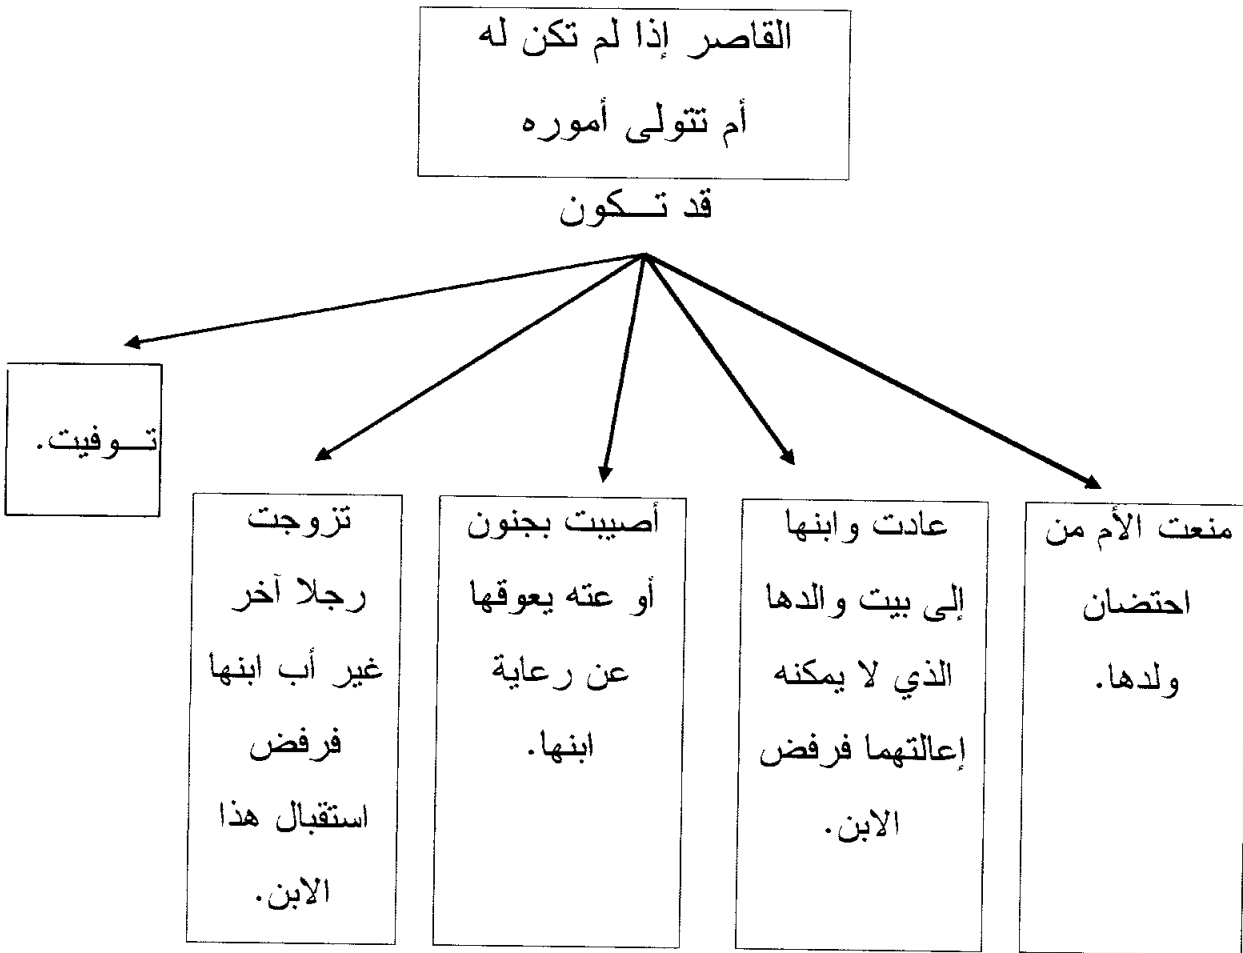 القاصر إذا لم تكن له
أم تتولى أموره
قد تــكون
منعت الأم من
احتضان
ولدها.
عادت وابنها
إلى بيت والدها
الذي لا يمكنه
إعالتهما فرفض
الابن.
أصيبت بجنون
أو عته يعوقها
عن رعاية
ابنها.
تزوجت
رجلا آخر
غير أب ابنها
فرفض
استقبال هذا
الابن.
تــوفيت.